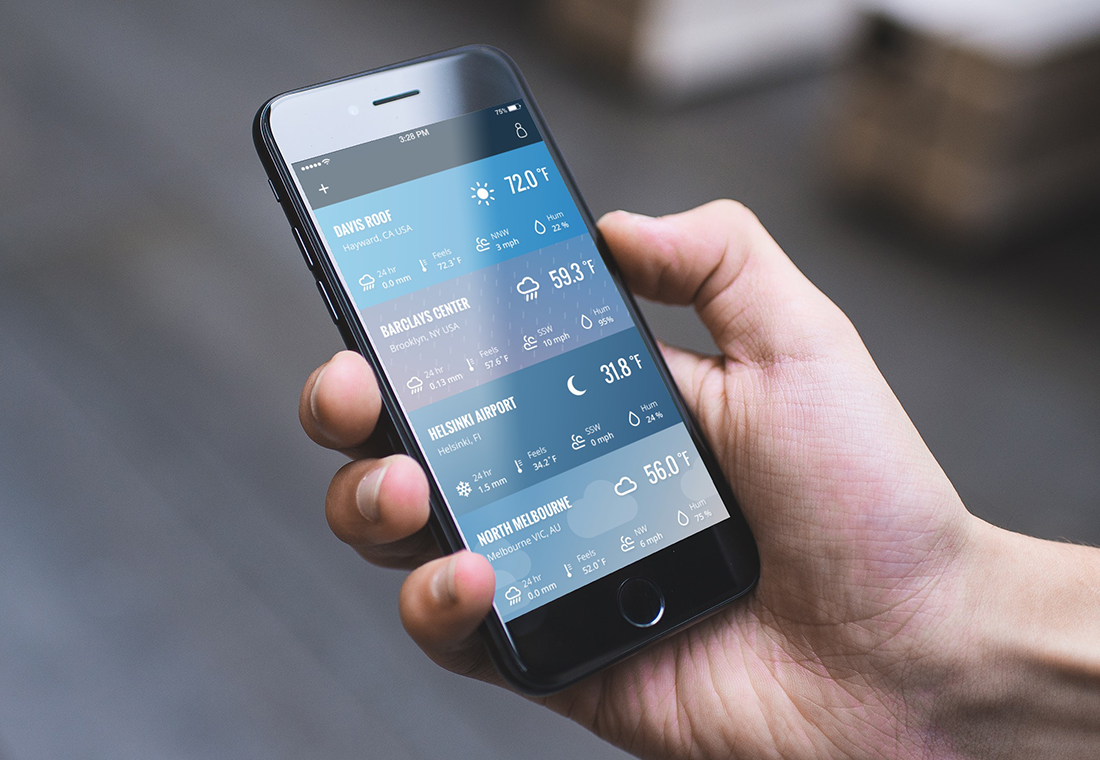 3:28 PM
75%
+
DAVIS ROOF
Hayward, CA USA
72.0 °F
24 hr
0.0 mm
Feels
72.3° F
NNW
3 mph
Hum
22 %
BARCLAYS CENTER
Brooklyn, NY USA
59.3 °F
24 hr
0.13 mm
Feels
57.6° F
SSW
10 mph
Hum
95%
HELSINKI AIRPORT
Helsinki, FI
31.8 °F
24 hr
1.5 mm
Feels
34.2° F
SSW
0 mph
Hum
24 %
NORTH MELBOURNE
Melbourne VIC, AU
56.0 °F
24 hr
0.0 mm
Feels
52.0° F
NW
6 mph
Hum
75 %